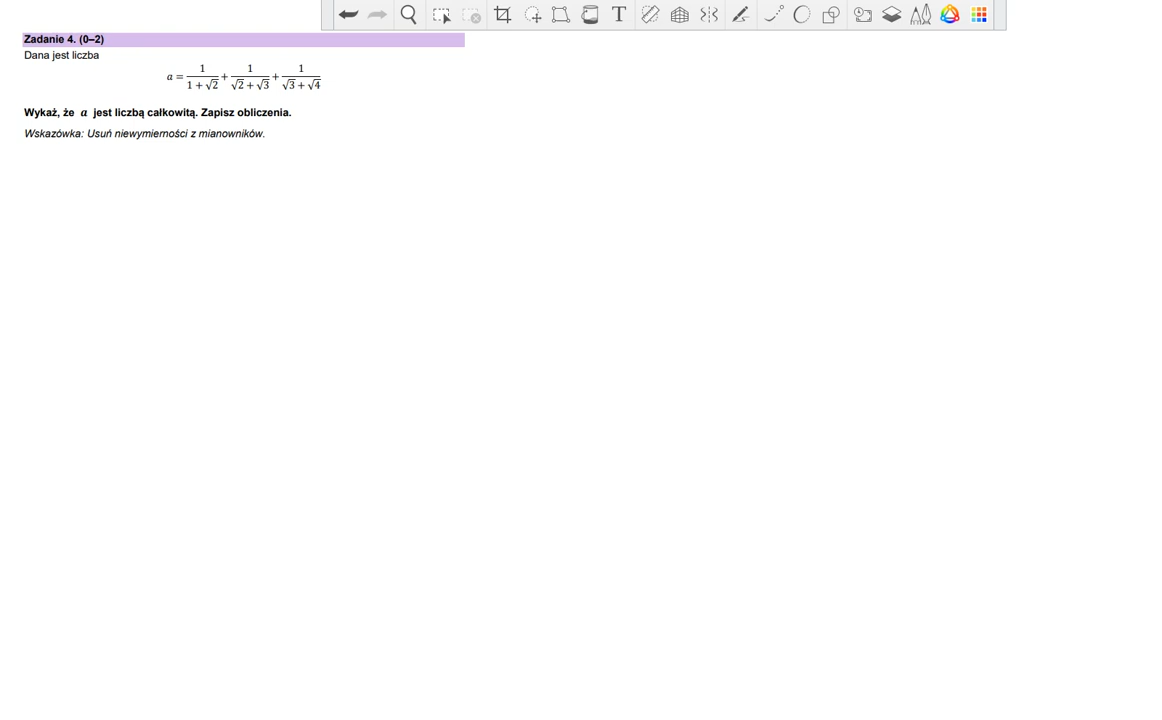 Zadanie 4. (0–2)
Dana jest liczba
a = 1/(1 + √2) + 1/(√2 + √3) + 1/(√3 + √4)
Wykaż, że a jest liczbą całkowitą. Zapisz obliczenia.
Wskazówka: Usuń niewymierności z mianowników.